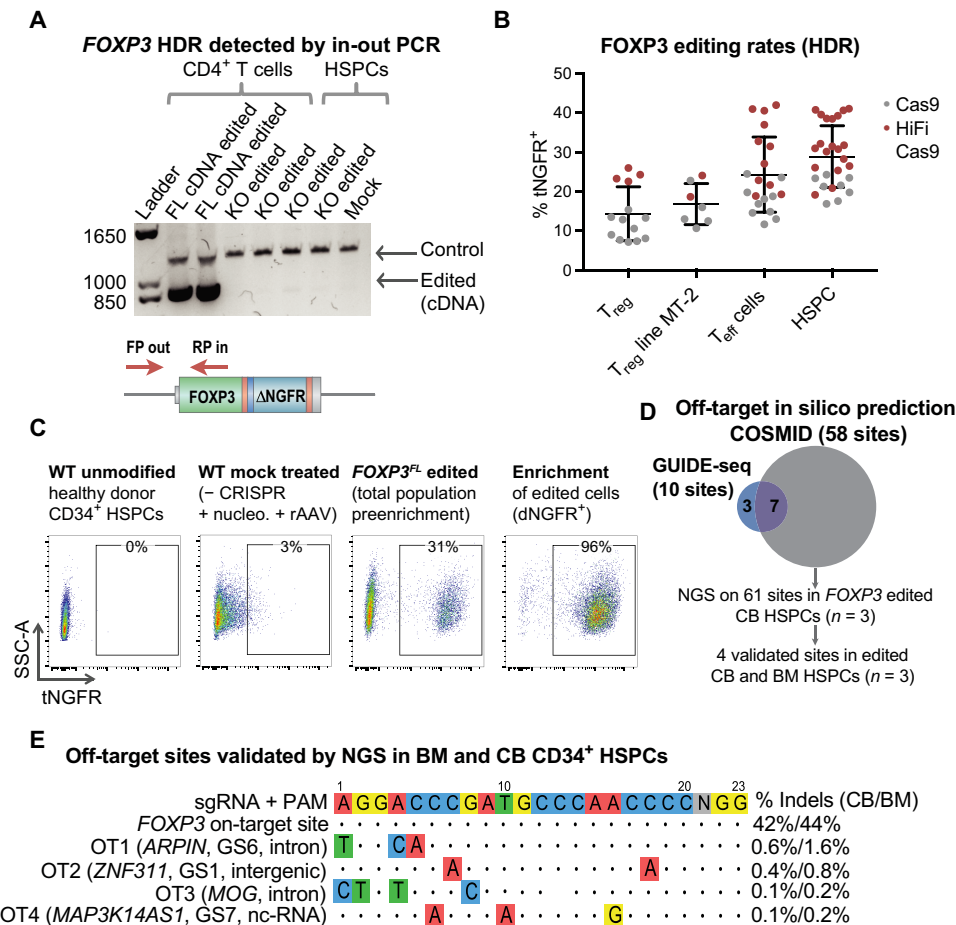 A
FOXP3 HDR detected by in-out PCR
CD4+ T cells
HSPCs
Ladder
FL cDNA edited
FL cDNA edited
KO edited
KO edited
KO edited
KO edited
Mock
1650
1000
850
Control
Edited
(cDNA)
FP out
RP in
FOXP3
ΔNGFR
B
FOXP3 editing rates (HDR)
% tNGFR+
50
40
30
20
10
0
Treg
Treg line MT-2
Teff cells
HSPC
Cas9
HiFi
Cas9
C
WT unmodified
healthy donor
CD34+ HSPCs
WT mock treated
(− CRISPR
+ nucleo. + rAAV)
FOXP3FL edited
(total population
preenrichment)
Enrichment
of edited cells
(dNGFR+)
0%
3%
31%
96%
SSC-A
tNGFR
D
Off-target in silico prediction
COSMID (58 sites)
GUIDE-seq
(10 sites)
3
7
NGS on 61 sites in FOXP3 edited
CB HSPCs (n = 3)
4 validated sites in edited
CB and BM HSPCs (n = 3)
E
Off-target sites validated by NGS in BM and CB CD34+ HSPCs
1 10 20 23
sgRNA + PAM A G G A C C C G A T G C C C A A C C C C N G G % Indels (CB/BM)
FOXP3 on-target site 42%/44%
OT1 (ARPIN, GS6, intron) T C A 0.6%/1.6%
OT2 (ZNF311, GS1, intergenic) A A 0.4%/0.8%
OT3 (MOG, intron) C T T C 0.1%/0.2%
OT4 (MAP3K14AS1, GS7, nc-RNA) A A G 0.1%/0.2%